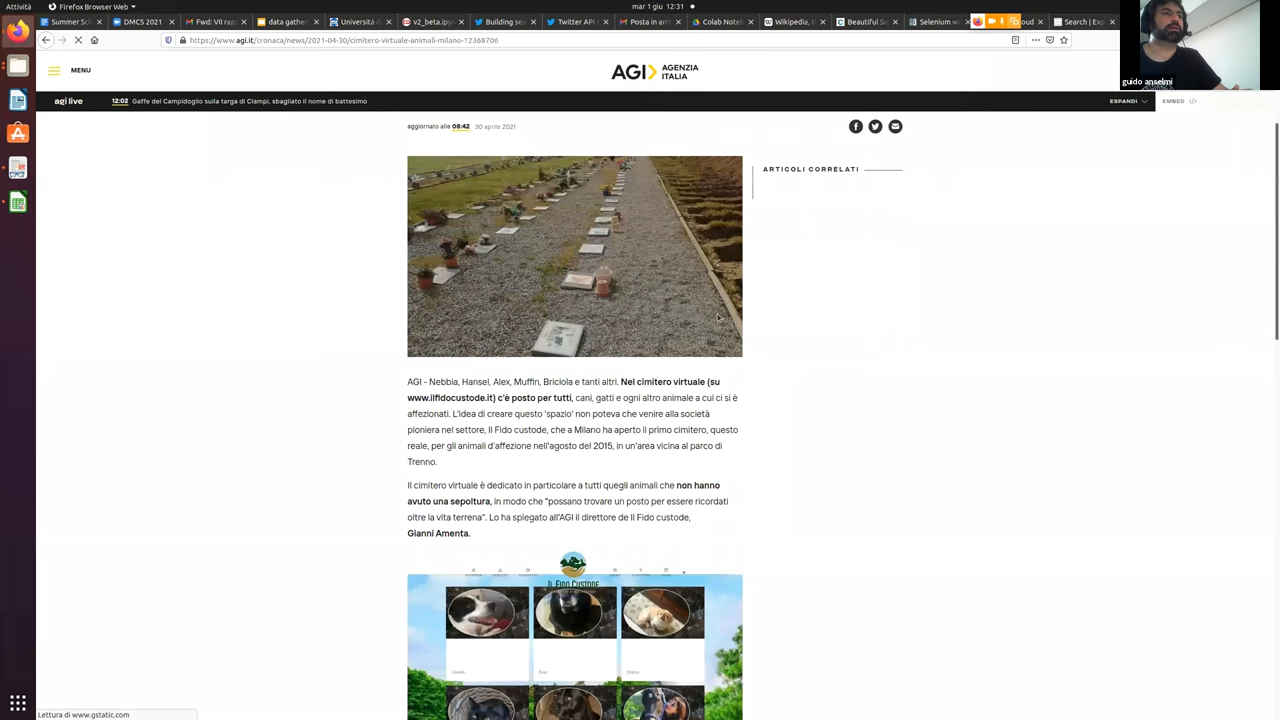 Attività
Firefox Browser Web
mar 1 giu 12:31
Summer Sc
DMCS 2021
Fwd: VII rap
data gather
Università d
v2_beta.ipy
Building sea
Twitter API
Posta in arri
Colab Note
Wikipedia, t
Beautiful So
Selenium wi
oud
Search | Exp
https://www.agi.it/cronaca/news/2021-04-30/cimitero-virtuale-animali-milano-12368706
guido anselmi
MENU
AGI AGENZIA
ITALIA
agi live
12:02 Gaffe del Campidoglio sulla targa di Ciampi, sbagliato il nome di battesimo
ESPANDI
EMBED </>
aggiornato alle 08:42 30 aprile 2021
ARTICOLI CORRELATI
AGI - Nebbia, Hansel, Alex, Muffin, Briciola e tanti altri. Nel cimitero virtuale (su
www.ilfidocustode.it) c'è posto per tutti, cani, gatti e ogni altro animale a cui ci si è
affezionati. L'idea di creare questo 'spazio' non poteva che venire alla società
pioniera nel settore, Il Fido custode, che a Milano ha aperto il primo cimitero, questo
reale, per gli animali d'affezione nell'agosto del 2015, in un'area vicina al parco di
Trenno.
Il cimitero virtuale è dedicato in particolare a tutti quegli animali che non hanno
avuto una sepoltura, in modo che "possano trovare un posto per essere ricordati
oltre la vita terrena". Lo ha spiegato all'AGI il direttore de Il Fido custode,
Gianni Amenta.
IL FIDO CUSTODE
Lettura di www.gstatic.com